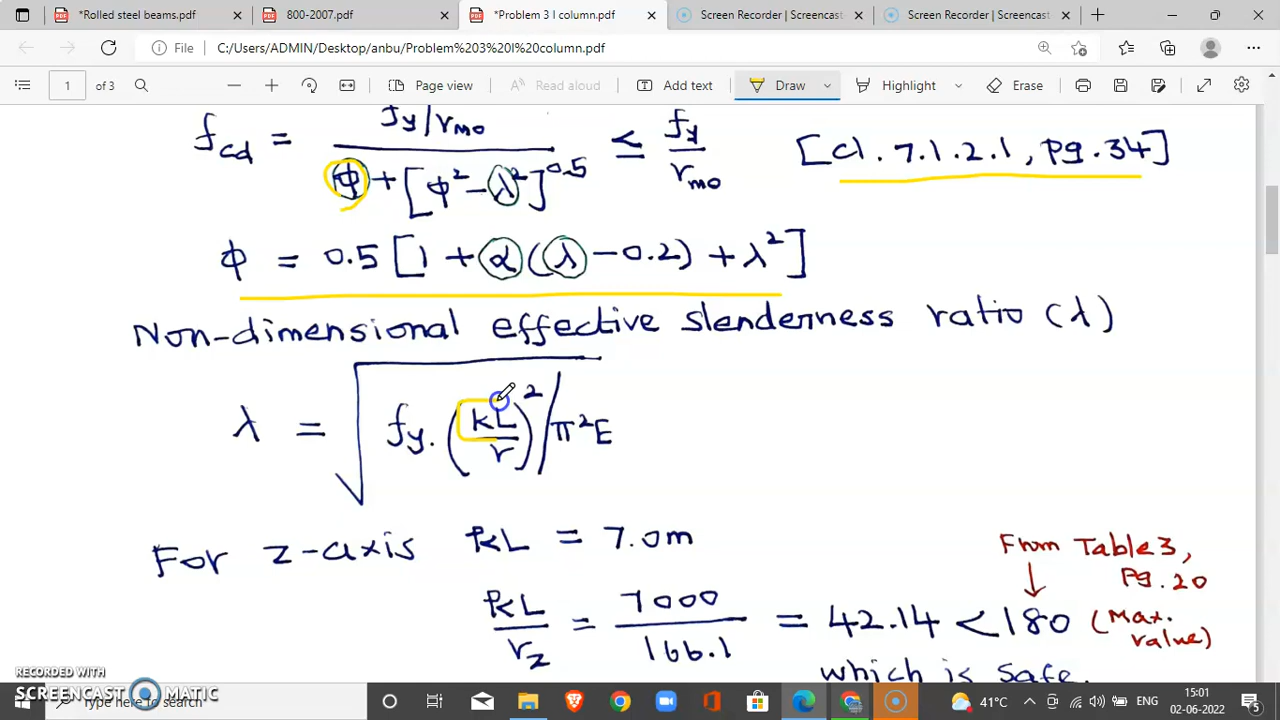 *Rolled steel beams.pdf
800-2007.pdf
*Problem 3 I column.pdf
Screen Recorder | Screencast-
Screen Recorder | Screencast-
File
C:/Users/ADMIN/Desktop/anbu/Problem%203%20I%20column.pdf
1 of 3
Page view
Read aloud
Add text
Draw
Highlight
Erase
fcd = fy/rmo / ϕ + [ϕ² - λ²]^0.5 ≤ fy/rmo [cl. 7.1.2.1, pg. 34]
ϕ = 0.5 [1 + α (λ - 0.2) + λ²]
Non-dimensional effective slenderness ratio (λ)
λ = √ fy. (kL/r)² / π²E
For z-axis kL = 7.0m
From Table 3,
Pg. 20
kL/rz = 7000/166.1 = 42.14 < 180 (Max. value)
which is safe.
RECORDED WITH
SCREENCAST MATIC
Type here to search
41°C
ENG
15:01
02-06-2022
5